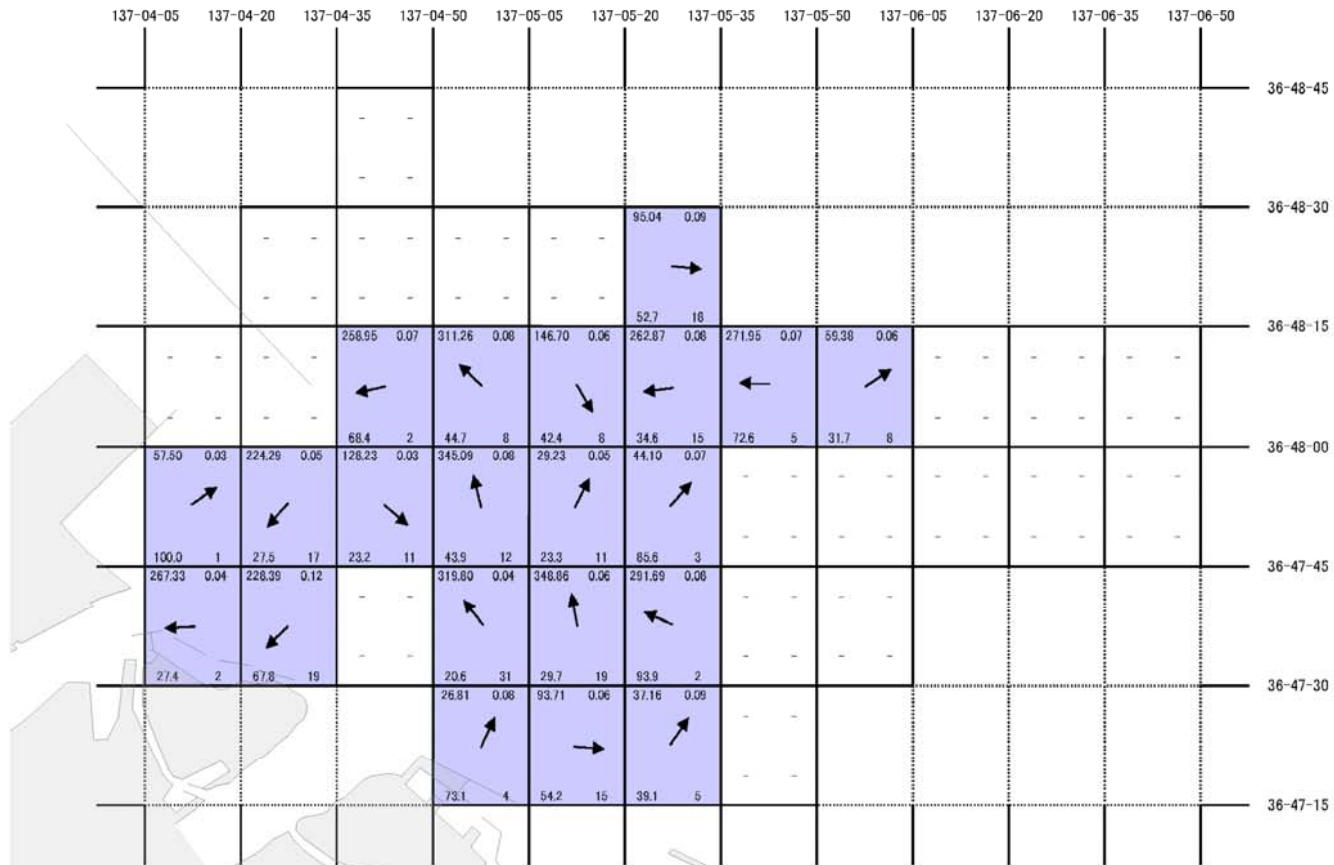 137-04-05 137-04-20 137-04-35 137-04-50 137-05-05 137-05-20 137-05-35 137-05-50 137-06-05 137-06-20 137-06-35 137-06-50
36-48-45
- -
- -
36-48-30
95.04 0.09
- - - - - - - -
- - - - - - - -
52.7 18
36-48-15
258.95 0.07 311.26 0.08 146.70 0.06 262.87 0.08 271.95 0.07 59.38 0.06
- - - - - - - - - -
- - - - - - - - - -
68.4 2 44.7 8 42.4 8 34.6 15 72.6 5 31.7 8
36-48-00
57.50 0.03 224.29 0.05 128.23 0.03 345.09 0.08 29.23 0.05 44.10 0.07
- - - - - - - - - -
- - - - - - - - - -
100.0 1 27.5 17 23.2 11 43.9 12 23.3 11 85.6 3
36-47-45
267.33 0.04 228.39 0.12 319.80 0.04 348.86 0.06 291.69 0.08
- - - - - -
- - - - - -
27.4 2 67.8 19 20.6 31 29.7 19 93.9 2
36-47-30
26.81 0.08 93.71 0.06 37.16 0.09
- -
- -
73.1 4 54.2 15 39.1 5
36-47-15